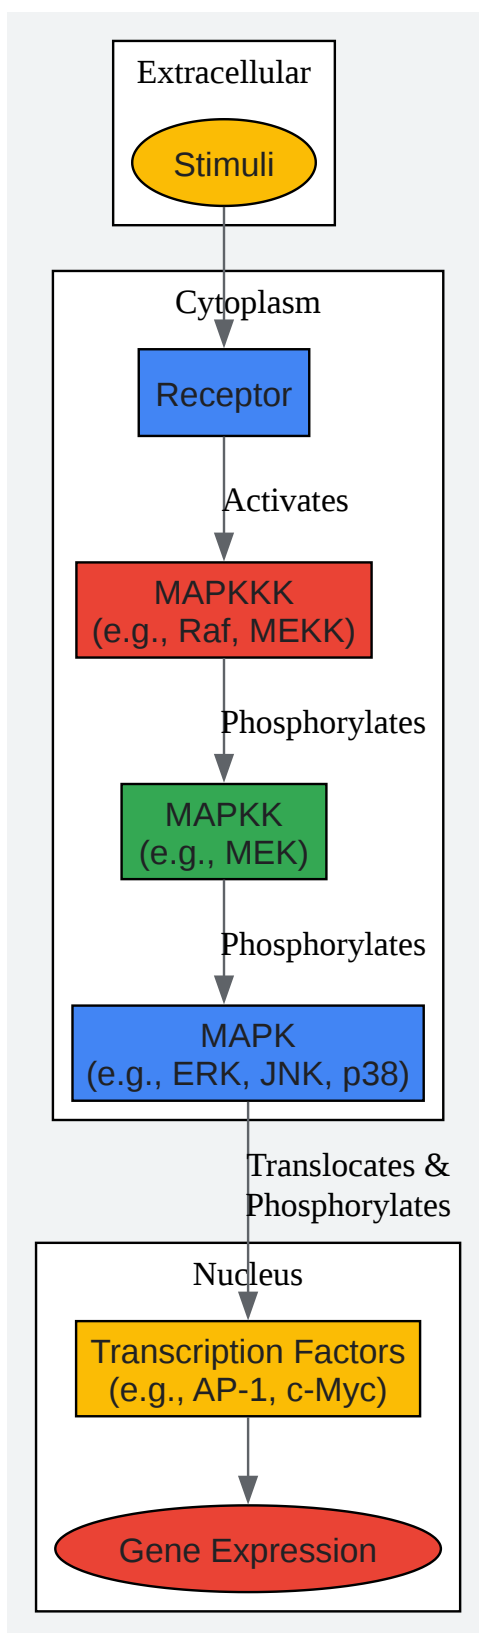 Extracellular
Stimuli
Cytoplasm
Receptor
Activates
MAPKKK
(e.g., Raf, MEKK)
Phosphorylates
MAPKK
(e.g., MEK)
Phosphorylates
MAPK
(e.g., ERK, JNK, p38)
Translocates &
Phosphorylates
Nucleus
Transcription Factors
(e.g., AP-1, c-Myc)
Gene Expression